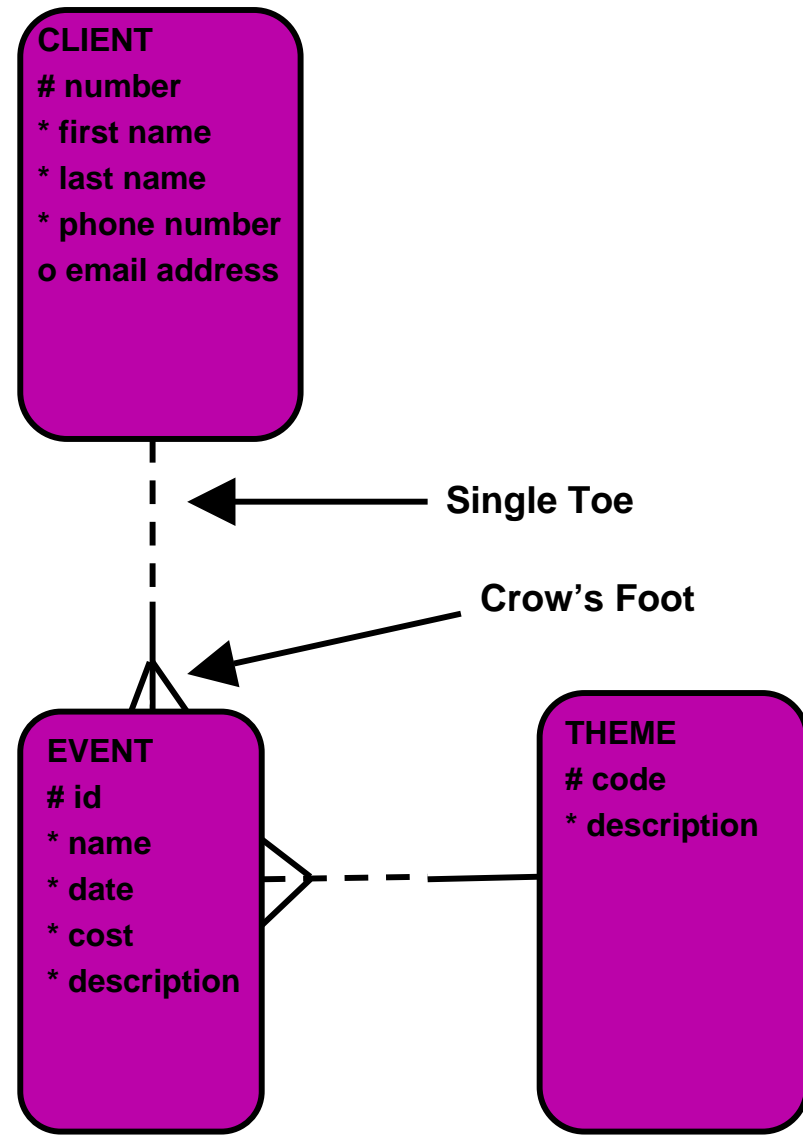 CLIENT
# number
* first name
* last name
* phone number
o email address
Single Toe
Crow’s Foot
EVENT
# id
* name
* date
* cost
* description
THEME
# code
* description